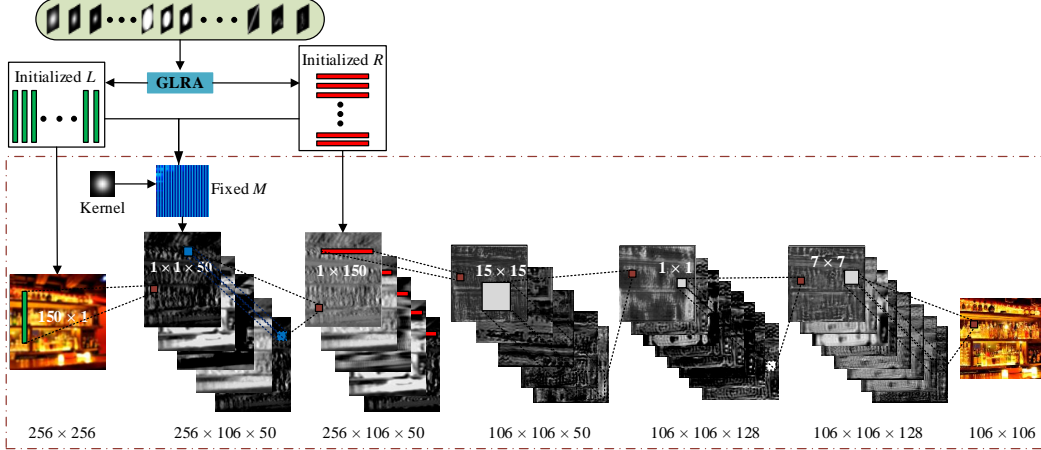 Initialized L
GLRA
Initialized R
Kernel
Fixed M
150 × 1
1 × 1 × 50
1 × 150
15 × 15
1 × 1
7 × 7
256 × 256
256 × 106 × 50
256 × 106 × 50
106 × 106 × 50
106 × 106 × 128
106 × 106 × 128
106 × 106